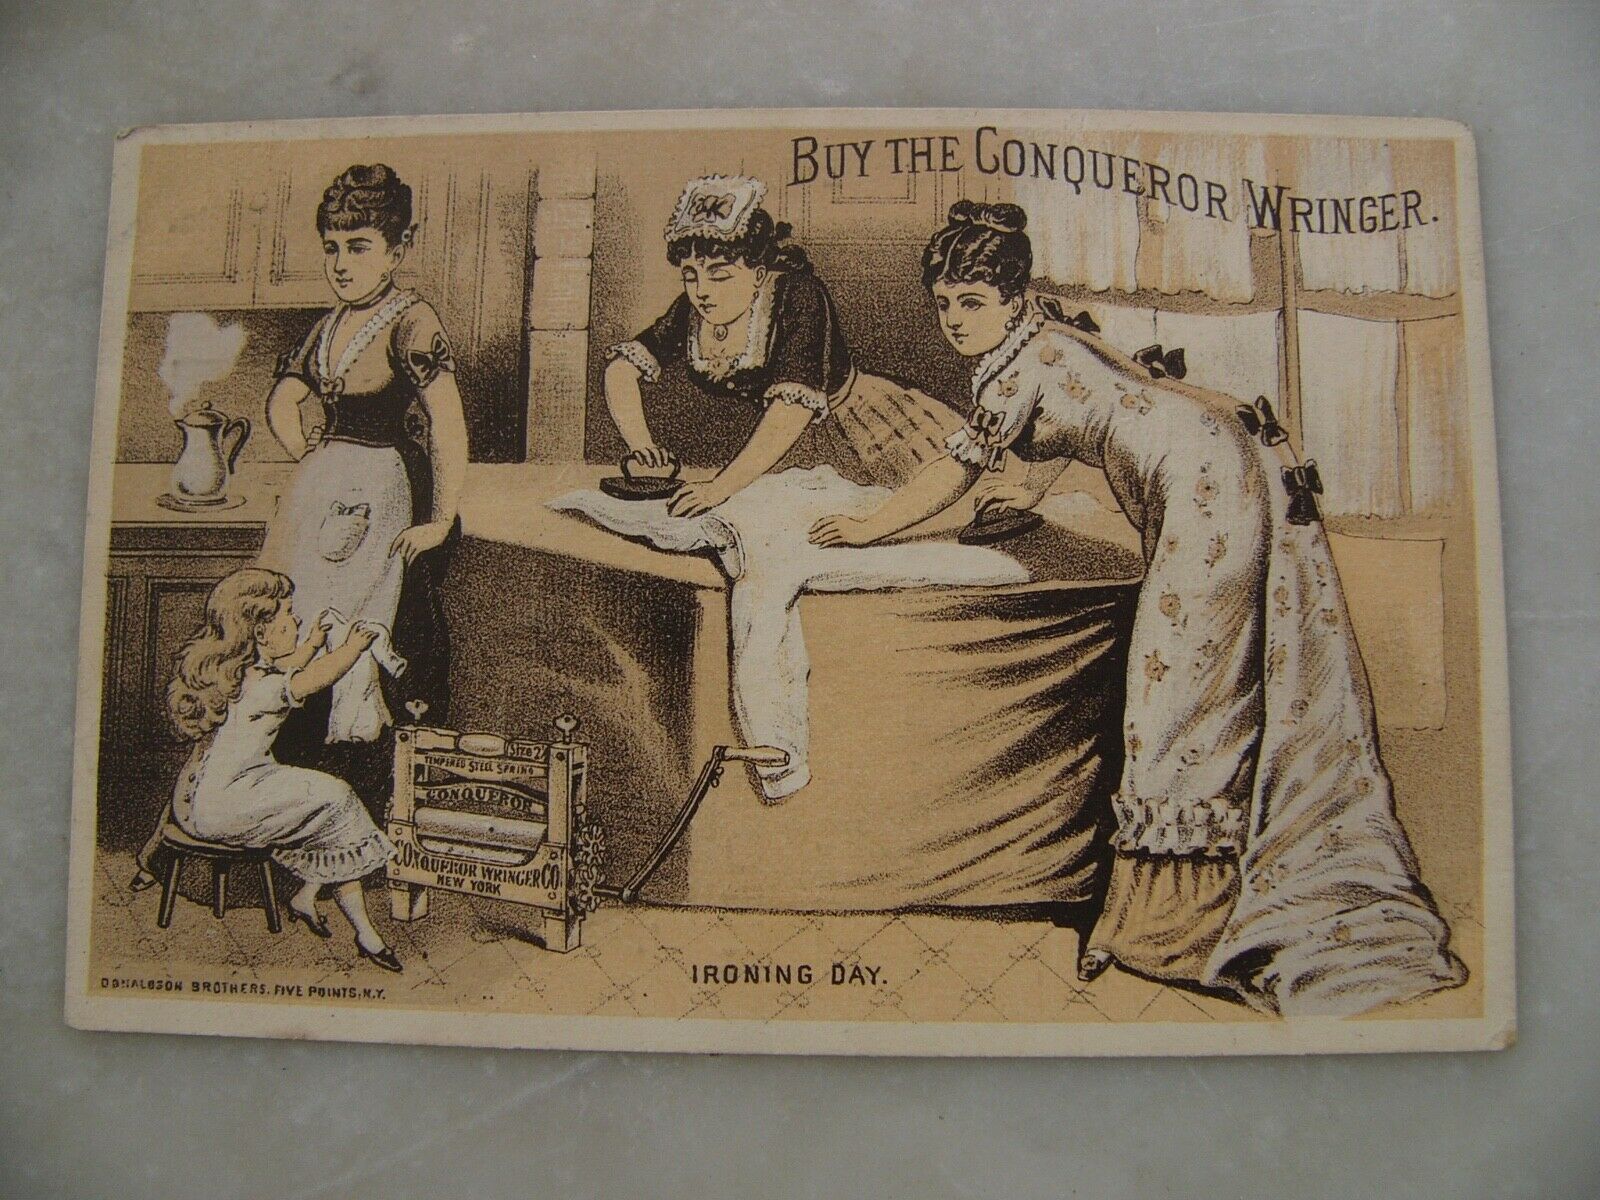 BUY THE CONQUEROR WRINGER.
Size 2
TEMPERED STEEL SPRING
CONQUEROR
CONQUEROR WRINGER CO.
NEW YORK
IRONING DAY.
DONALDSON BROTHERS, FIVE POINTS, N.Y.